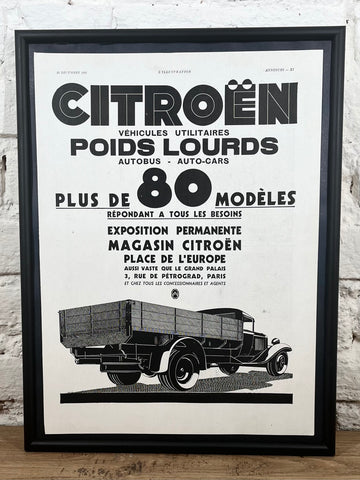 L'ILLUSTRATION
ANNONCES — XI
CITROËN
VÉHICULES UTILITAIRES
POIDS LOURDS
AUTOBUS - AUTO-CARS
PLUS DE 80 MODÈLES
RÉPONDANT A TOUS LES BESOINS
EXPOSITION PERMANENTE
MAGASIN CITROËN
PLACE DE L'EUROPE
AUSSI VASTE QUE LE GRAND PALAIS
3, RUE DE PÉTROGRAD, PARIS
ET CHEZ TOUS LES CONCESSIONNAIRES ET AGENTS